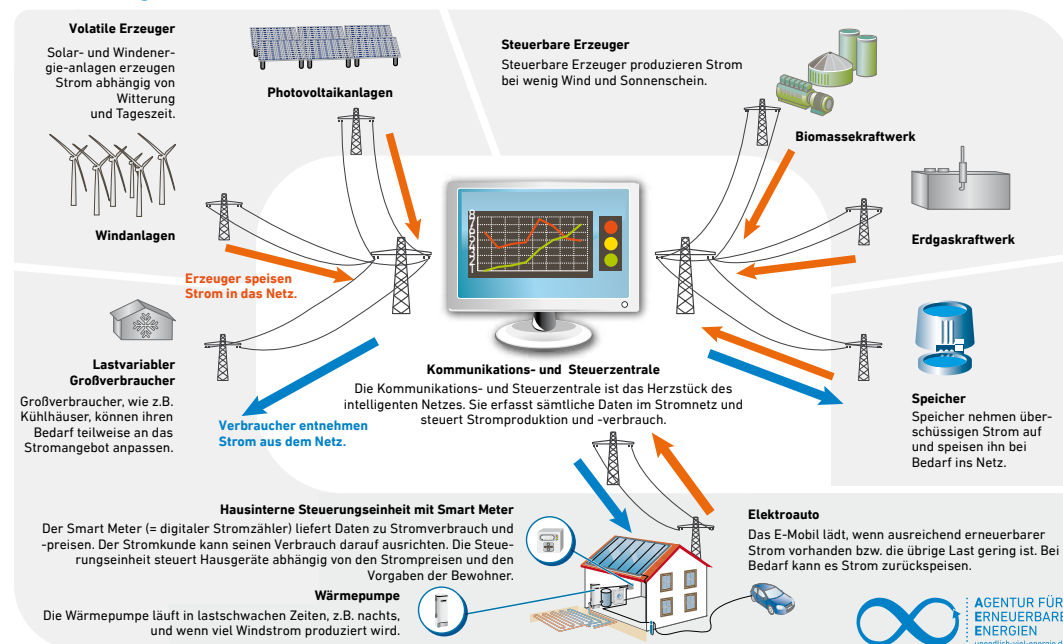 Volatile Erzeuger
Solar- und Windener-
gie-anlagen erzeugen
Strom abhängig von
Witterung
und Tageszeit.
Photovoltaikanlagen
Windanlagen
Steuerbare Erzeuger
Steuerbare Erzeuger produzieren Strom
bei wenig Wind und Sonnenschein.
Biomassekraftwerk
Erdgaskraftwerk
Erzeuger speisen
Strom in das Netz.
8
7
6
5
4
3
2
1
Lastvariabler
Großverbraucher
Großverbraucher, wie z.B.
Kühlhäuser, können ihren
Bedarf teilweise an das
Stromangebot anpassen.
Verbraucher entnehmen
Strom aus dem Netz.
Kommunikations- und Steuerzentrale
Die Kommunikations- und Steuerzentrale ist das Herzstück des
intelligenten Netzes. Sie erfasst sämtliche Daten im Stromnetz und
steuert Stromproduktion und -verbrauch.
Speicher
Speicher nehmen über-
schüssigen Strom auf
und speisen ihn bei
Bedarf ins Netz.
Hausinterne Steuerungseinheit mit Smart Meter
Der Smart Meter (= digitaler Stromzähler) liefert Daten zu Stromverbrauch und
-preisen. Der Stromkunde kann seinen Verbrauch darauf ausrichten. Die Steue-
rungseinheit steuert Hausgeräte abhängig von den Strompreisen und den
Vorgaben der Bewohner.
Wärmepumpe
Die Wärmepumpe läuft in lastschwachen Zeiten, z.B. nachts,
und wenn viel Windstrom produziert wird.
Elektroauto
Das E-Mobil lädt, wenn ausreichend erneuerbarer
Strom vorhanden bzw. die übrige Last gering ist. Bei
Bedarf kann es Strom zurückspeisen.
AGENTUR FÜR
ERNEUERBARE
ENERGIEN